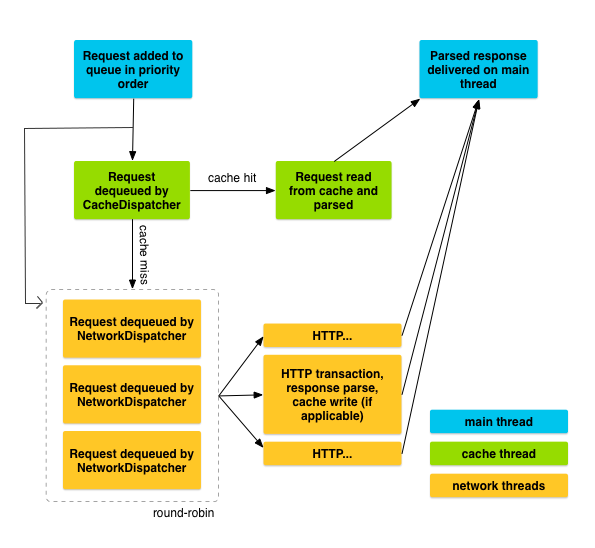 Request added to
queue in priority
order
Parsed response
delivered on main
thread
Request
dequeued by
CacheDispatcher
cache hit
Request read
from cache and
parsed
cache miss
Request dequeued by
NetworkDispatcher
Request dequeued by
NetworkDispatcher
Request dequeued by
NetworkDispatcher
round-robin
HTTP...
HTTP transaction,
response parse,
cache write (if
applicable)
HTTP...
main thread
cache thread
network threads